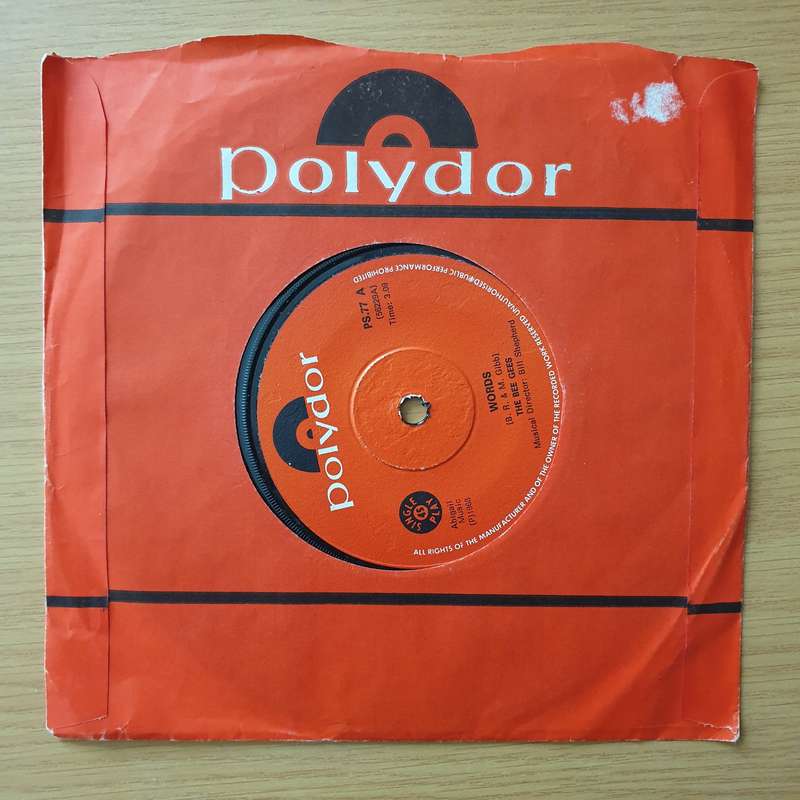 polydor
polydor
PS.77 A
(56229A)
Time: 3.09
SINGLE
45
PLAY
Abigail
Music
(P)1968
WORDS
(B. R. & M. Gibb)
THE BEE GEES
Musical Director: Bill Shepherd
ALL RIGHTS OF THE MANUFACTURER AND OF THE OWNER OF THE RECORDED WORK RESERVED UNAUTHORISED PUBLIC PERFORMANCE PROHIBITED